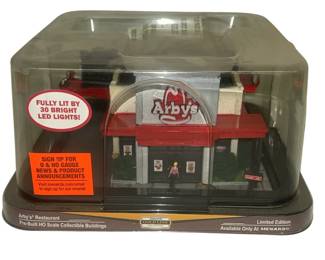 Arby's
FULLY LIT BY
30 BRIGHT
LED LIGHTS!
Arby's
SIGN UP FOR
O & HO GAUGE
NEWS & PRODUCT
ANNOUNCEMENTS
Arby's Restaurant
Pre-Built HO Scale Collectible Buildings
Limited Edition
Available Only At MENARDS